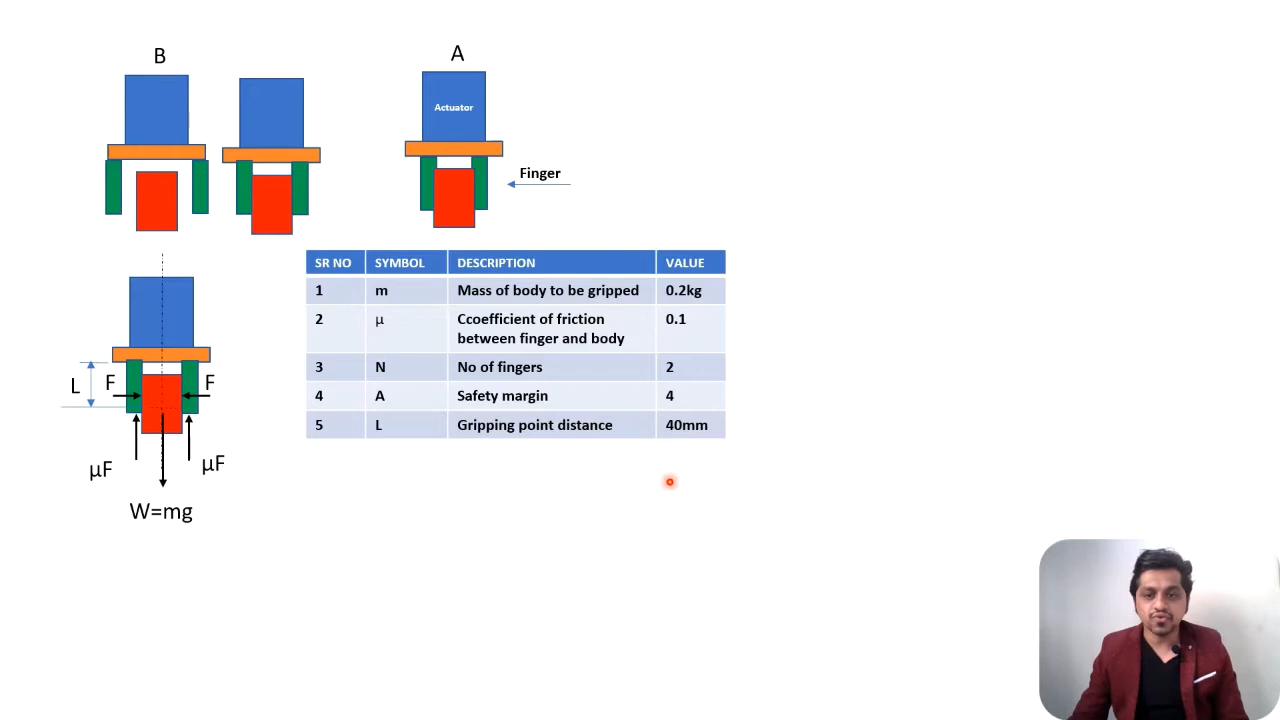 B
A
Actuator
Finger
SR NO SYMBOL DESCRIPTION VALUE
1 m Mass of body to be gripped 0.2kg
2 μ Ccoefficient of friction 0.1
between finger and body
3 N No of fingers 2
4 A Safety margin 4
5 L Gripping point distance 40mm
L F F
μF μF
W=mg